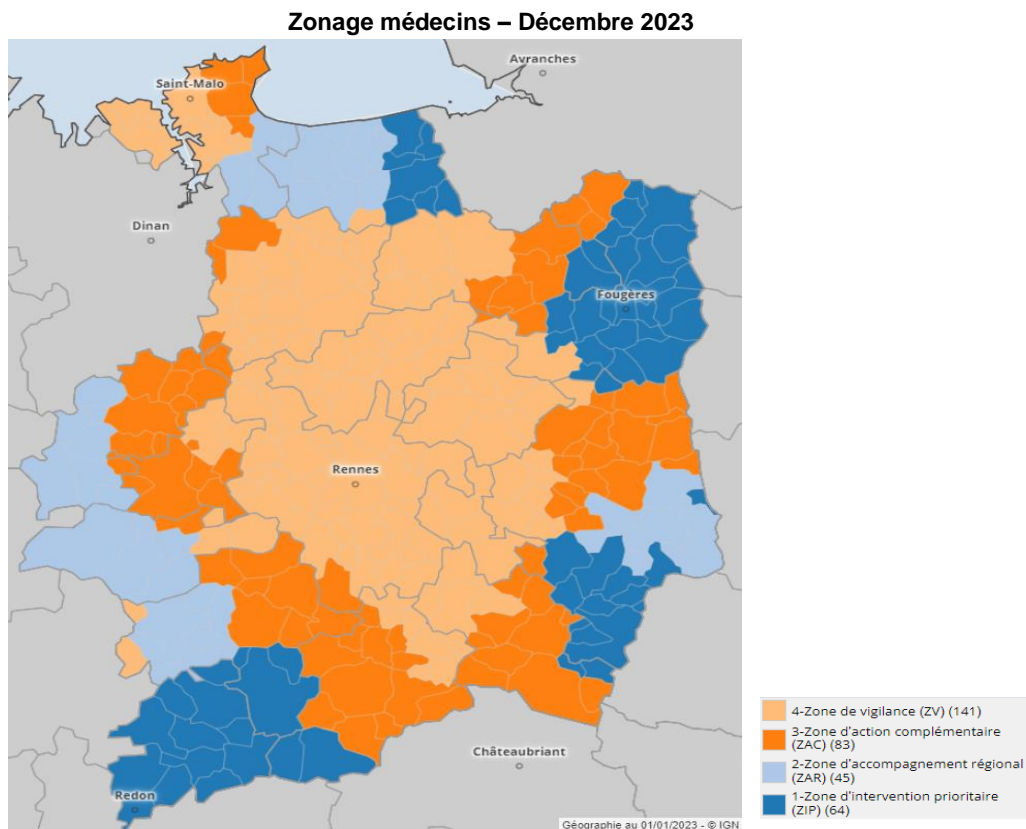 Zonage médecins – Décembre 2023
Avranches
Saint-Malo
Dinan
Fougères
Rennes
Châteaubriant
Redon
Géographie au 01/01/2023 - © IGN
4-Zone de vigilance (ZV) (141)
3-Zone d'action complémentaire
(ZAC) (83)
2-Zone d'accompagnement régional
(ZAR) (45)
1-Zone d'intervention prioritaire
(ZIP) (64)